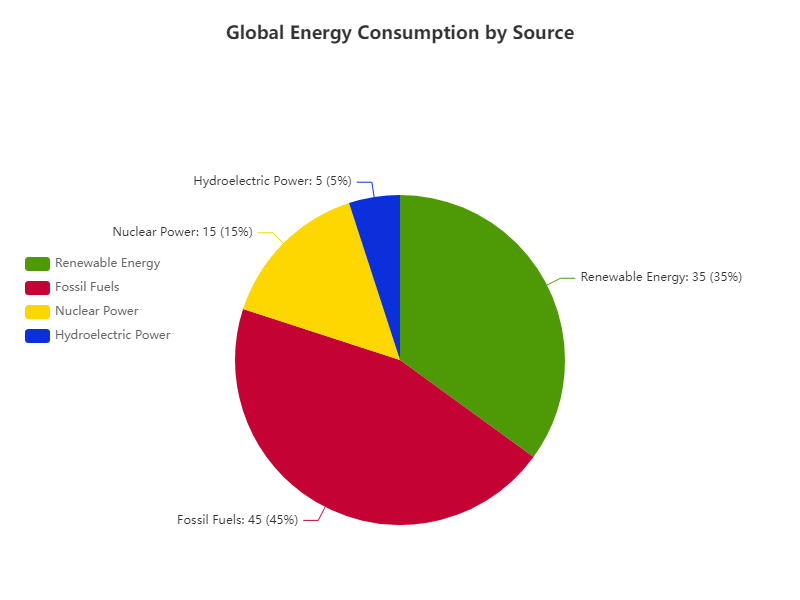 Global Energy Consumption by Source
Hydroelectric Power: 5 (5%)
Nuclear Power: 15 (15%)
Renewable Energy: 35 (35%)
Fossil Fuels: 45 (45%)
Renewable Energy
Fossil Fuels
Nuclear Power
Hydroelectric Power